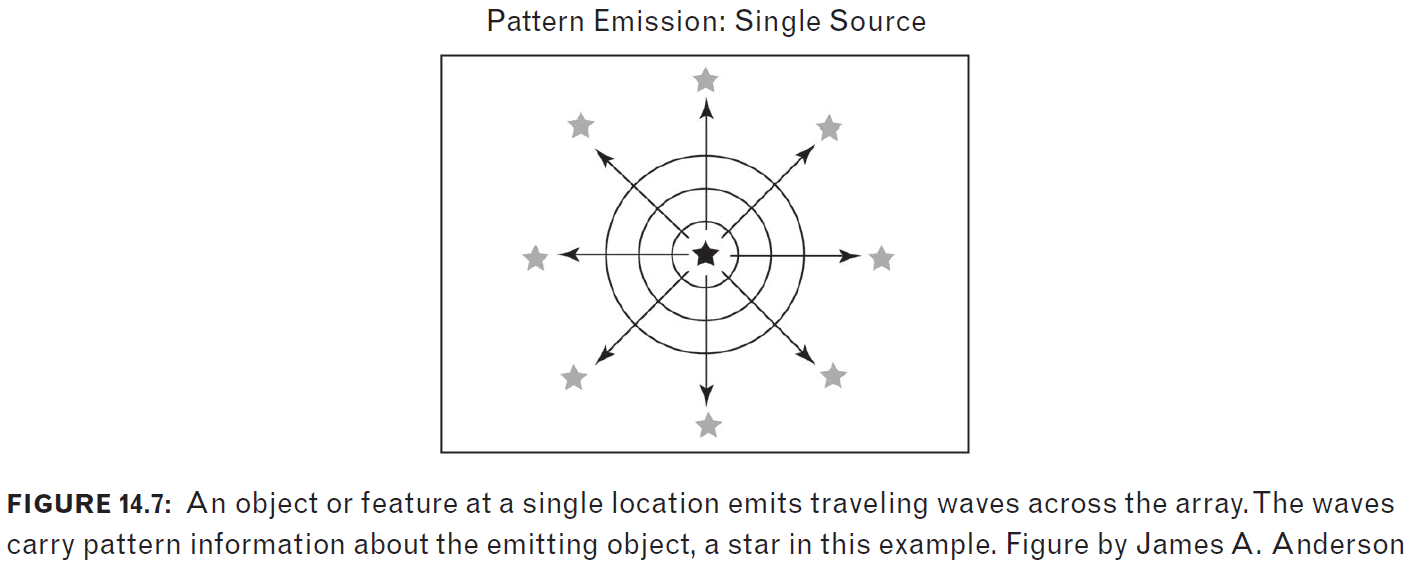 Pattern Emission: Single Source
FIGURE 14.7: An object or feature at a single location emits traveling waves across the array. The waves
carry pattern information about the emitting object, a star in this example. Figure by James A. Anderson